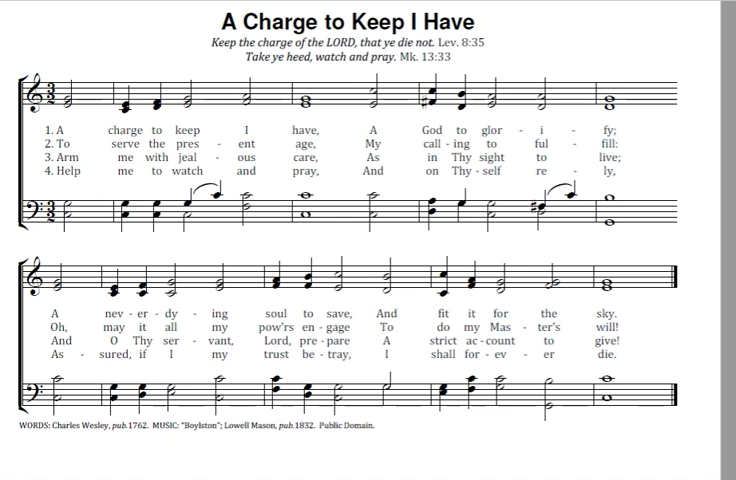 A Charge to Keep I Have
Keep the charge of the LORD, that ye die not. Lev. 8:35
Take ye heed, watch and pray. Mk. 13:33
3 2
1. A charge to keep I have, A God to glor - i - fy;
2. To serve the pres - ent age, My call - ing to ful - fill:
3. Arm me with jeal - ous care, As in Thy sight to live;
4. Help me to watch and pray, And on Thy - self re - ly,
3 2
A nev - er - dy - ing soul to save, And fit it for the sky.
Oh, may it all my pow'rs en - gage To do my Mas - ter's will!
And O Thy ser - vant, Lord, pre - pare A strict ac - count to give!
As - sured, if I my trust be - tray, I shall for - ev - er die.
WORDS: Charles Wesley, pub.1762. MUSIC: "Boylston"; Lowell Mason, pub.1832. Public Domain.